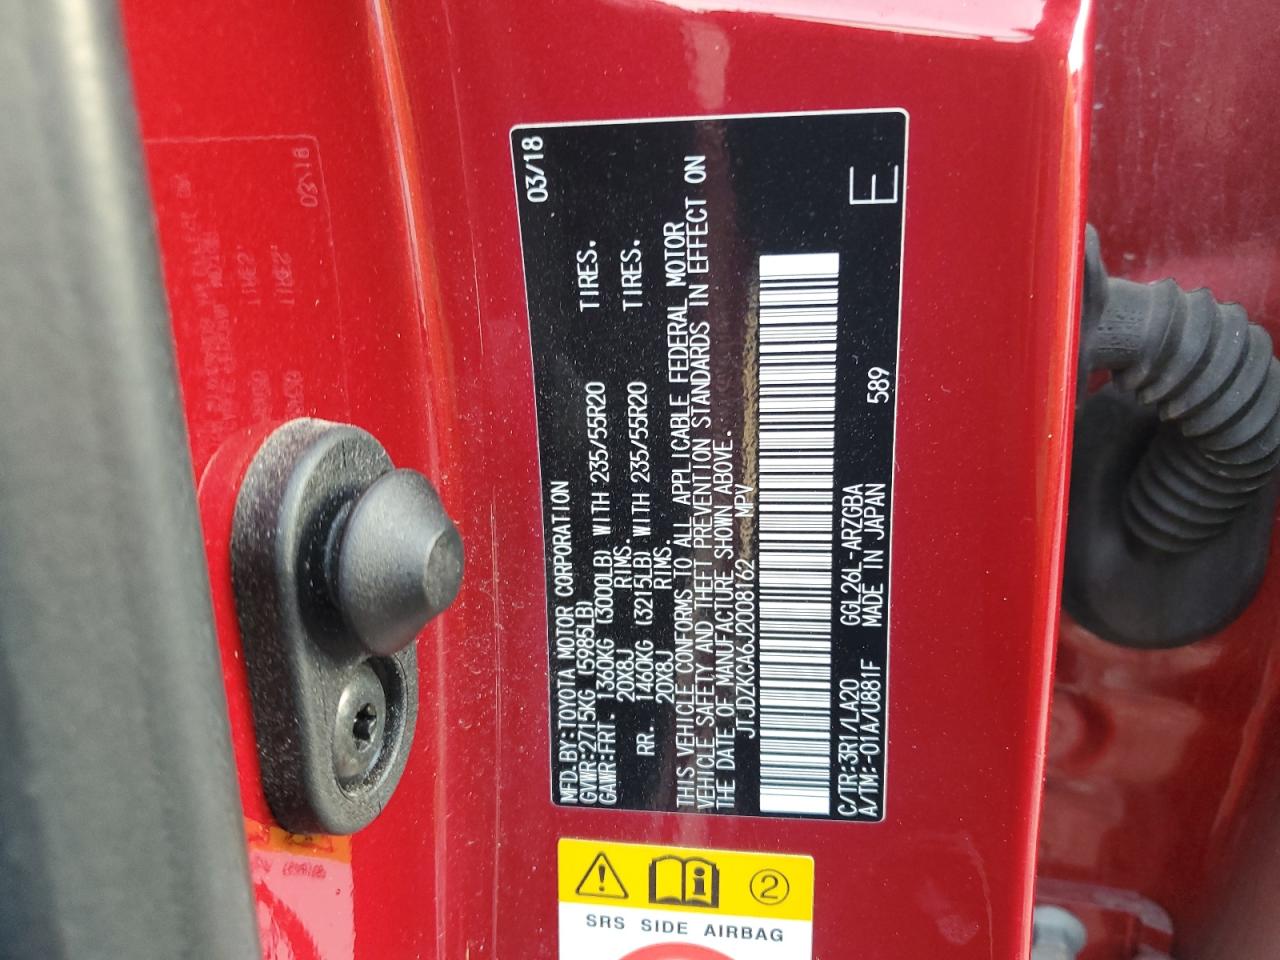 MFD.BY:TOYOTA MOTOR CORPORATION 03/18
GVWR:2715KG (5985LB)
GAWR:FRT. 1360KG (3000LB) WITH 235/55R20 TIRES.
20X8J RIMS.
RR. 1460KG (3215LB) WITH 235/55R20 TIRES.
20X8J RIMS.
THIS VEHICLE CONFORMS TO ALL APPLICABLE FEDERAL MOTOR
VEHICLE SAFETY AND THEFT PREVENTION STANDARDS IN EFFECT ON
THE DATE OF MANUFACTURE SHOWN ABOVE.
JTJDZKCA6J2008162 MPV
C/TR:3R1/LA20 GGL26L-ARZGBA
A/TM:-01A/U881F MADE IN JAPAN 589 E
2
SRS SIDE AIRBAG